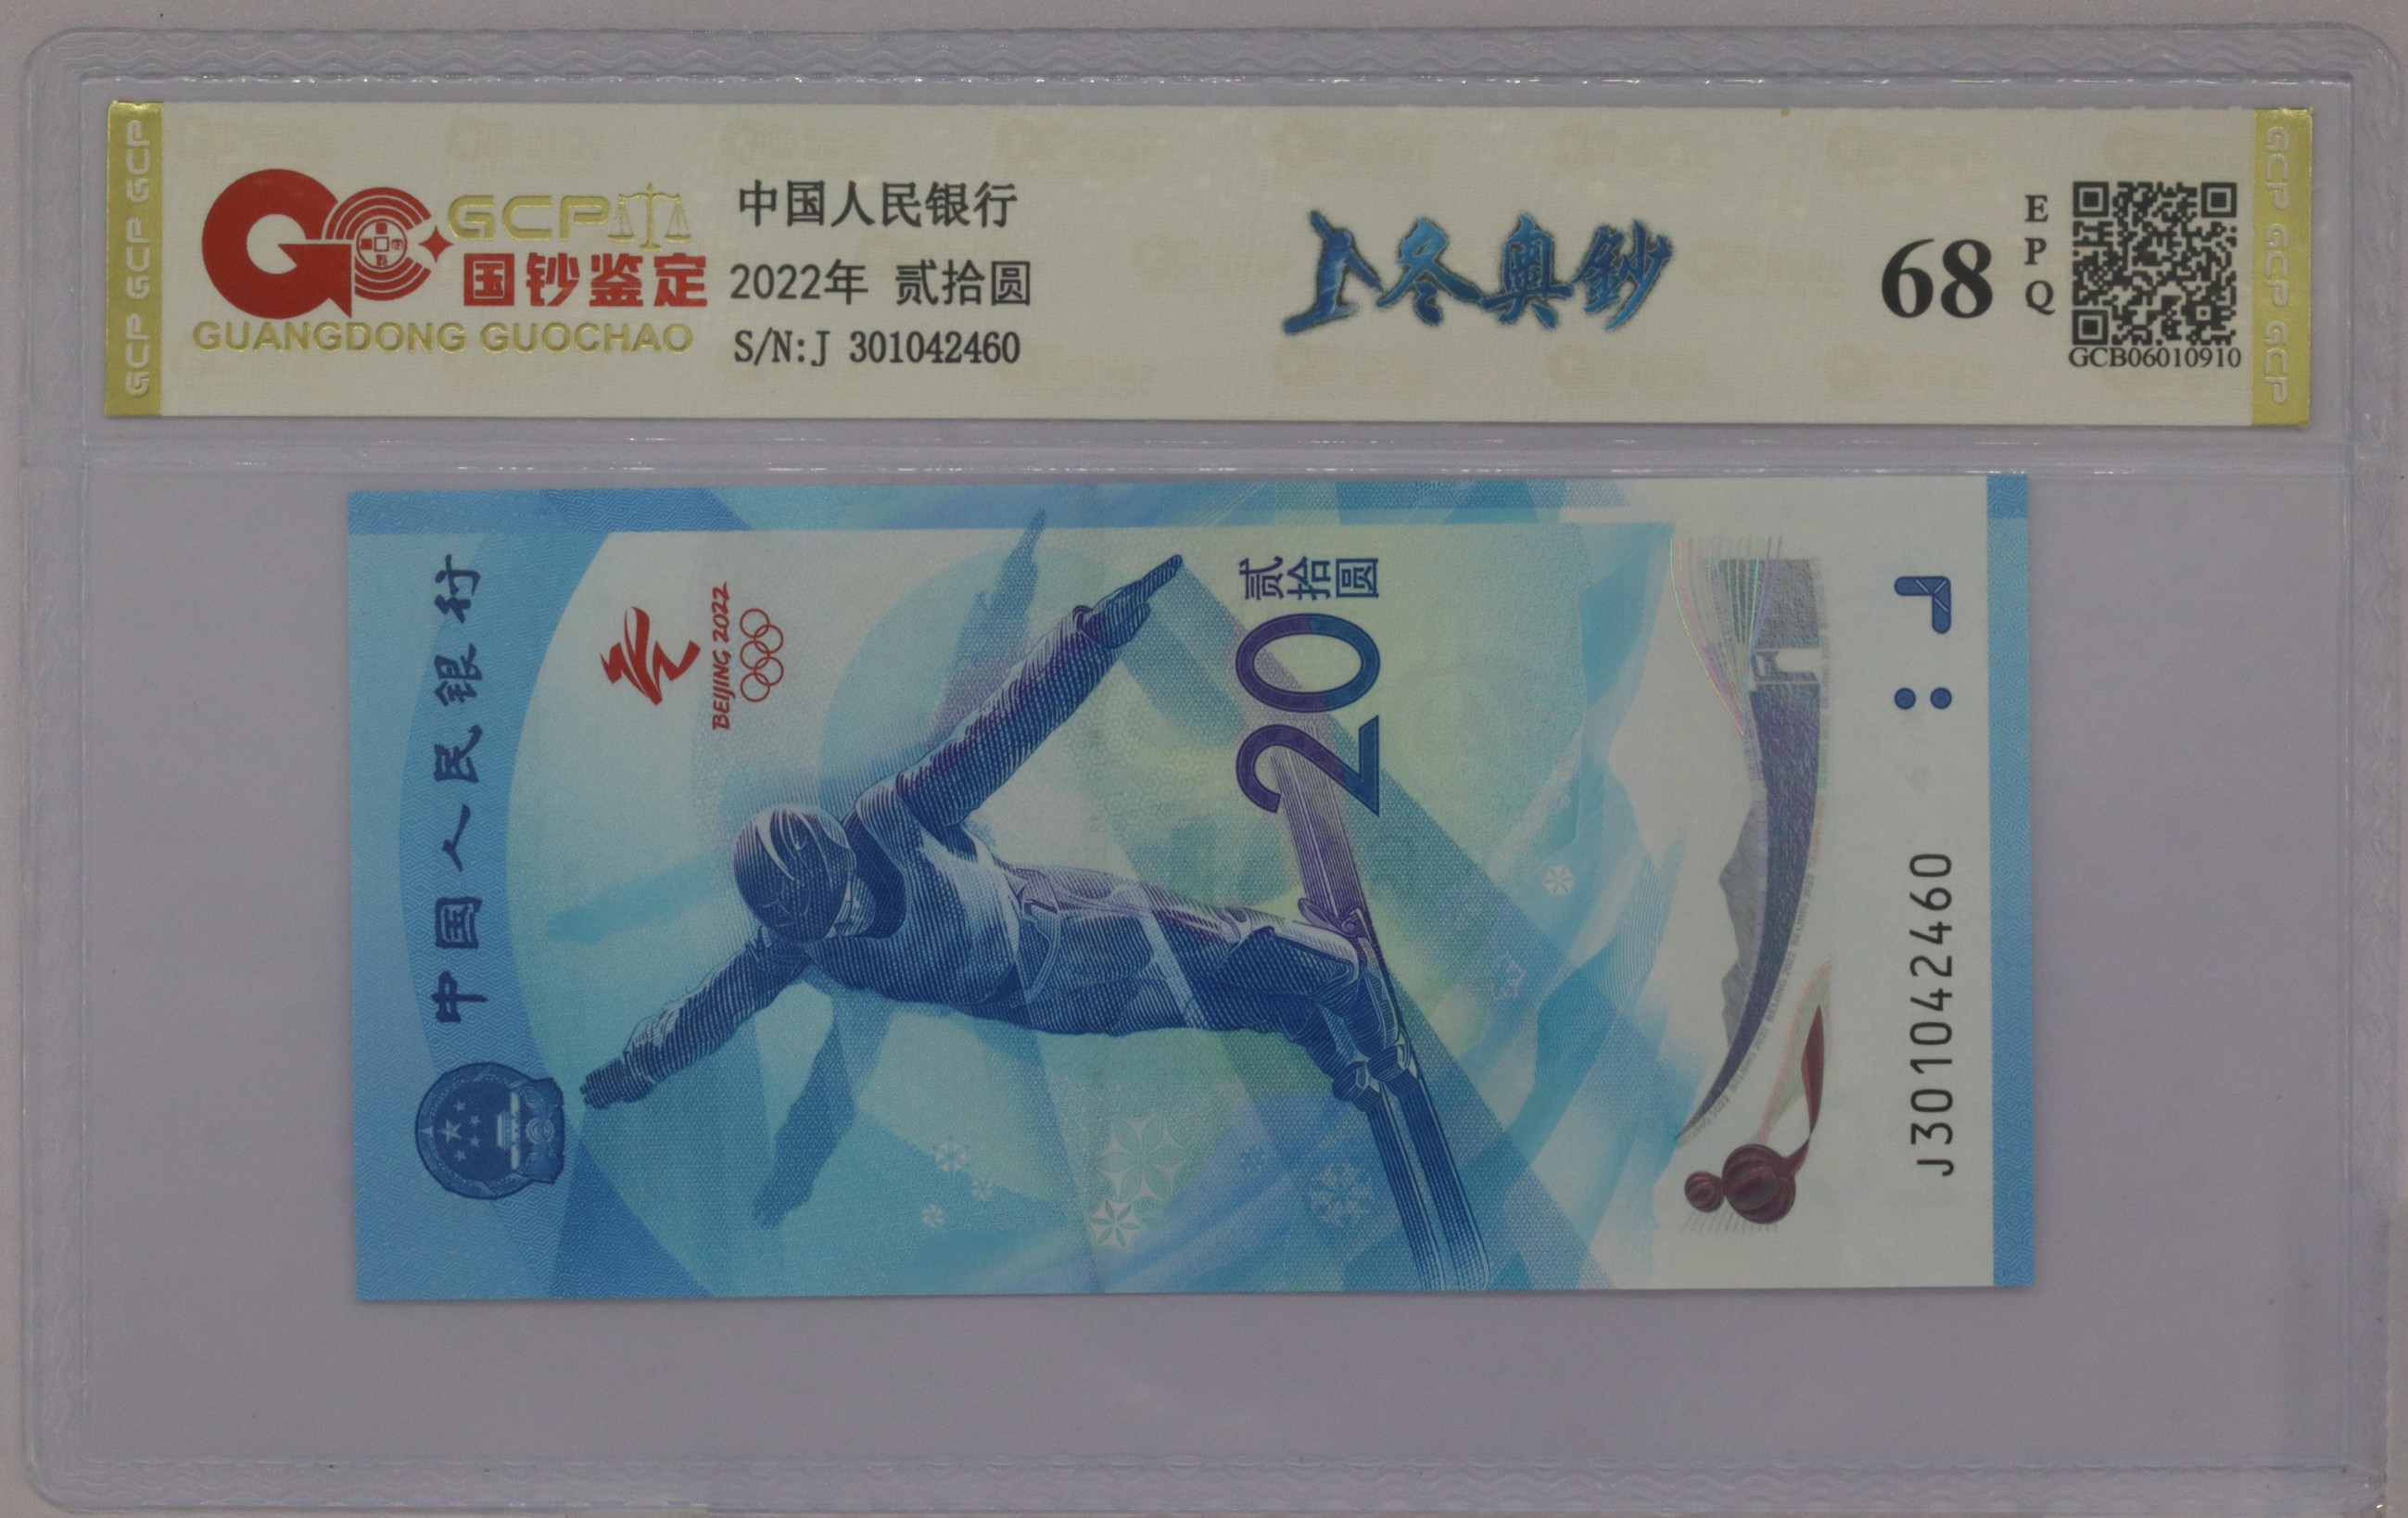 GCP GCP GCP
GCP
国钞鉴定
GUANGDONG GUOCHAO
中国人民银行
2022年 贰拾圆
S/N:J 301042460
冬奥鈔
68
E
P
Q
GCB06010910
GCP GCP GCP
中国人民银行
BEIJING 2022
20
贰拾圆
J301042460